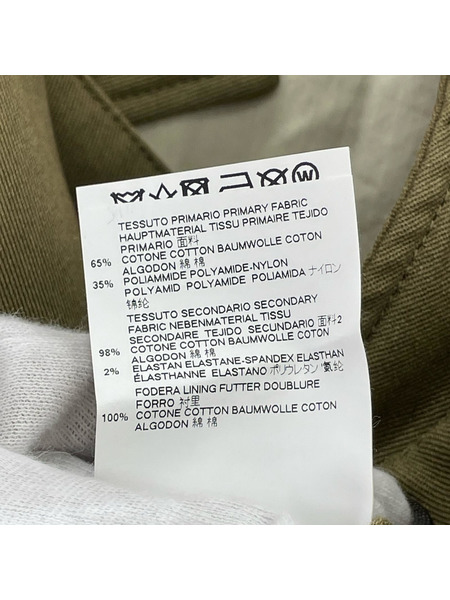 W
TESSUTO PRIMARIO PRIMARY FABRIC
HAUPTMATERIAL TISSU PRIMAIRE TEJIDO
PRIMARIO 面料
65% COTONE COTTON BAUMWOLLE COTON
ALGODON 綿 棉
35% POLIAMMIDE POLYAMIDE-NYLON
POLYAMID POLYAMIDE POLIAMIDA ナイロン
锦纶
TESSUTO SECONDARIO SECONDARY
FABRIC NEBENMATERIAL TISSU
SECONDAIRE TEJIDO SECUNDARIO 面料2
98% COTONE COTTON BAUMWOLLE COTON
ALGODON 綿 棉
2% ELASTAN ELASTANE-SPANDEX ELASTHAN
ÉLASTHANNE ELASTANO ポリウレタン 氨纶
FODERA LINING FUTTER DOUBLURE
FORRO 衬里
100% COTONE COTTON BAUMWOLLE COTON
ALGODON 綿 棉